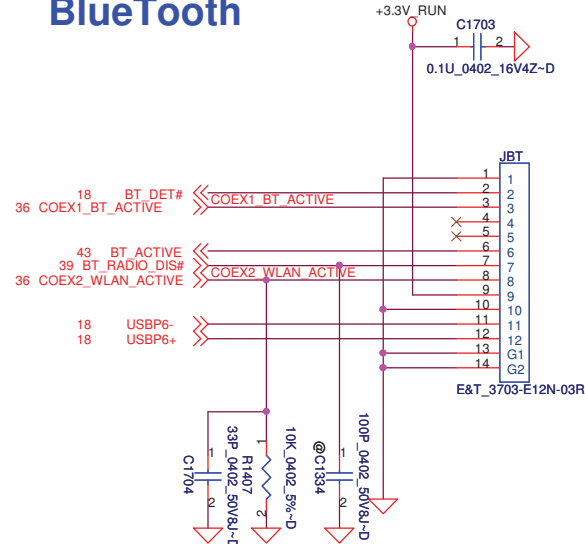 BlueTooth
+3.3V_RUN
C1703
1 2
0.1U_0402_16V4Z~D
JBT
18 BT_DET#
36 COEX1_BT_ACTIVE
COEX1_BT_ACTIVE
43 BT_ACTIVE
39 BT_RADIO_DIS#
36 COEX2_WLAN_ACTIVE
COEX2_WLAN_ACTIVE
18 USBP6-
18 USBP6+
1 1
2 2
3 3
4 4
5 5
6 6
7 7
8 8
9 9
10 10
11 11
12 12
13 G1
14 G2
E&T_3703-E12N-03R
1
2
C1704
33P_0402_50V8J~D
1
2
R1407
10K_0402_5%~D
1
2
@C1334
100P_0402_50V8J~D